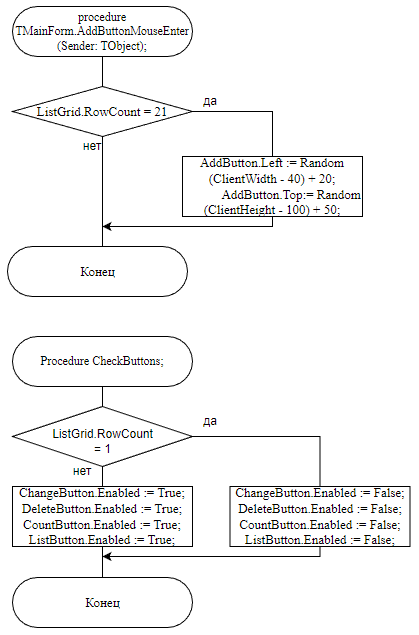 procedure
TMainForm.AddButtonMouseEnter
(Sender: TObject);
ListGrid.RowCount = 21
да
нет
AddButton.Left := Random
(ClientWidth - 40) + 20;
AddButton.Top:= Random
(ClientHeight - 100) + 50;
Конец
Procedure CheckButtons;
ListGrid.RowCount
= 1
да
нет
ChangeButton.Enabled := True;
DeleteButton.Enabled := True;
CountButton.Enabled := True;
ListButton.Enabled := True;
ChangeButton.Enabled := False;
DeleteButton.Enabled := False;
CountButton.Enabled := False;
ListButton.Enabled := False;
Конец